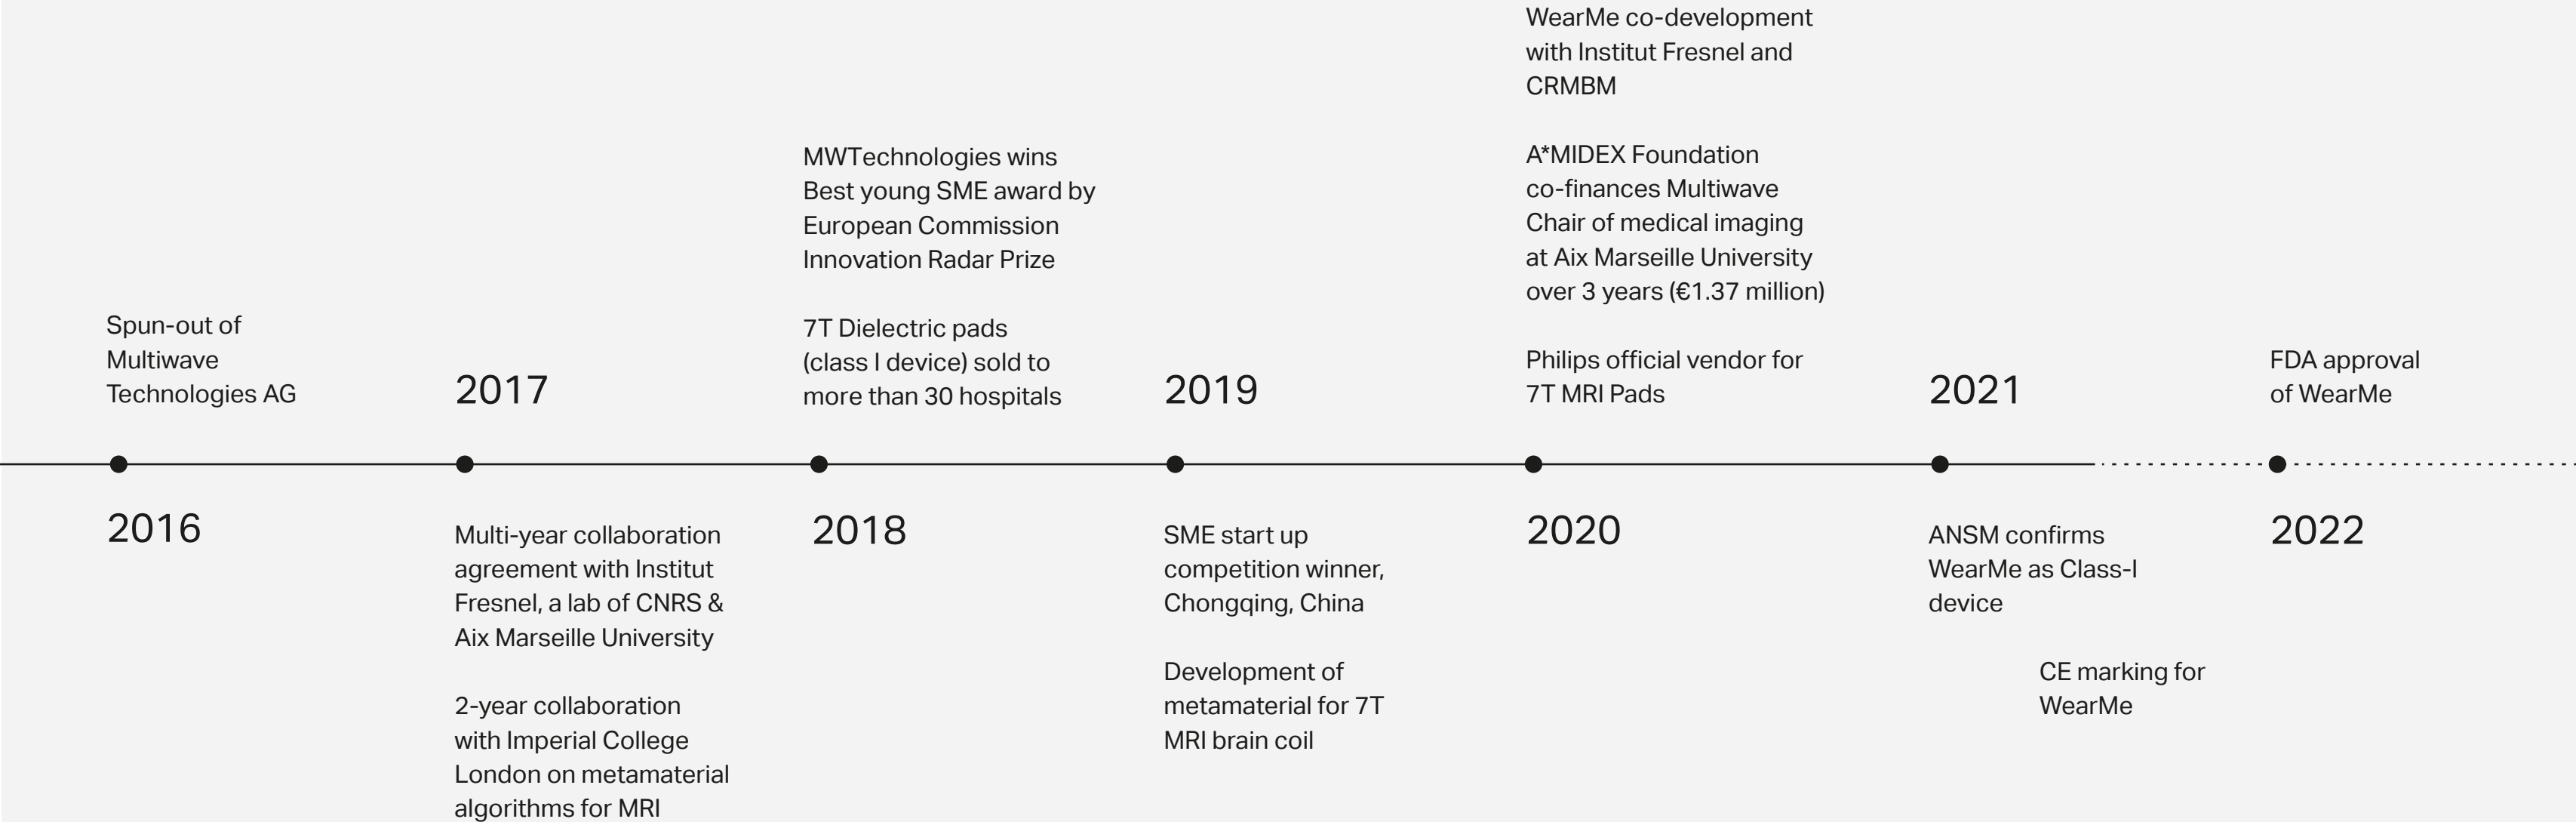 Spun-out of
Multiwave
Technologies AG
2016
2017
Multi-year collaboration
agreement with Institut
Fresnel, a lab of CNRS &
Aix Marseille University
2-year collaboration
with Imperial College
London on metamaterial
algorithms for MRI
MWTechnologies wins
Best young SME award by
European Commission
Innovation Radar Prize
7T Dielectric pads
(class I device) sold to
more than 30 hospitals
2018
2019
SME start up
competition winner,
Chongqing, China
Development of
metamaterial for 7T
MRI brain coil
WearMe co-development
with Institut Fresnel and
CRMBM
A*MIDEX Foundation
co-finances Multiwave
Chair of medical imaging
at Aix Marseille University
over 3 years (€1.37 million)
Philips official vendor for
7T MRI Pads
2020
2021
ANSM confirms
WearMe as Class-I
device
CE marking for
WearMe
FDA approval
of WearMe
2022